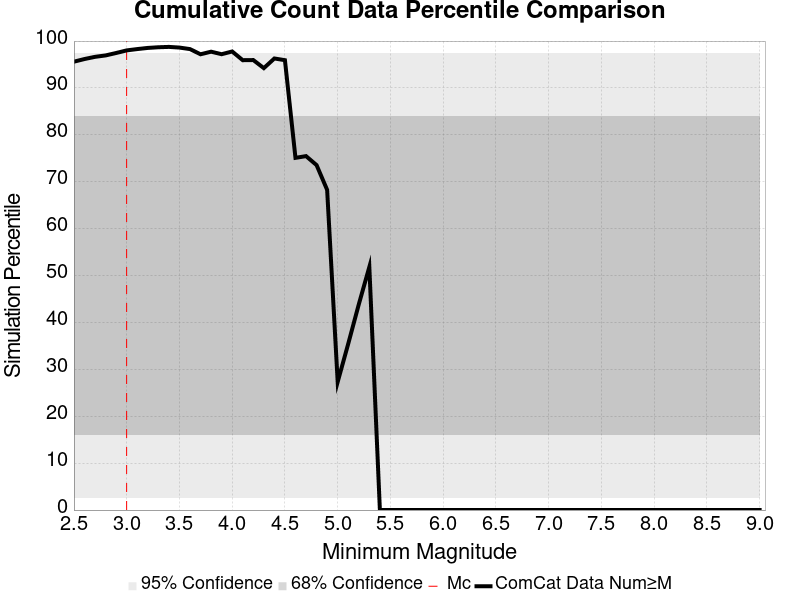 Cumulative Count Data Percentile Comparison
100
90
80
70
60
50
40
30
20
10
0
Simulation Percentile
2.5 3.0 3.5 4.0 4.5 5.0 5.5 6.0 6.5 7.0 7.5 8.0 8.5 9.0
Minimum Magnitude
95% Confidence 68% Confidence Mc ComCat Data Num≥M